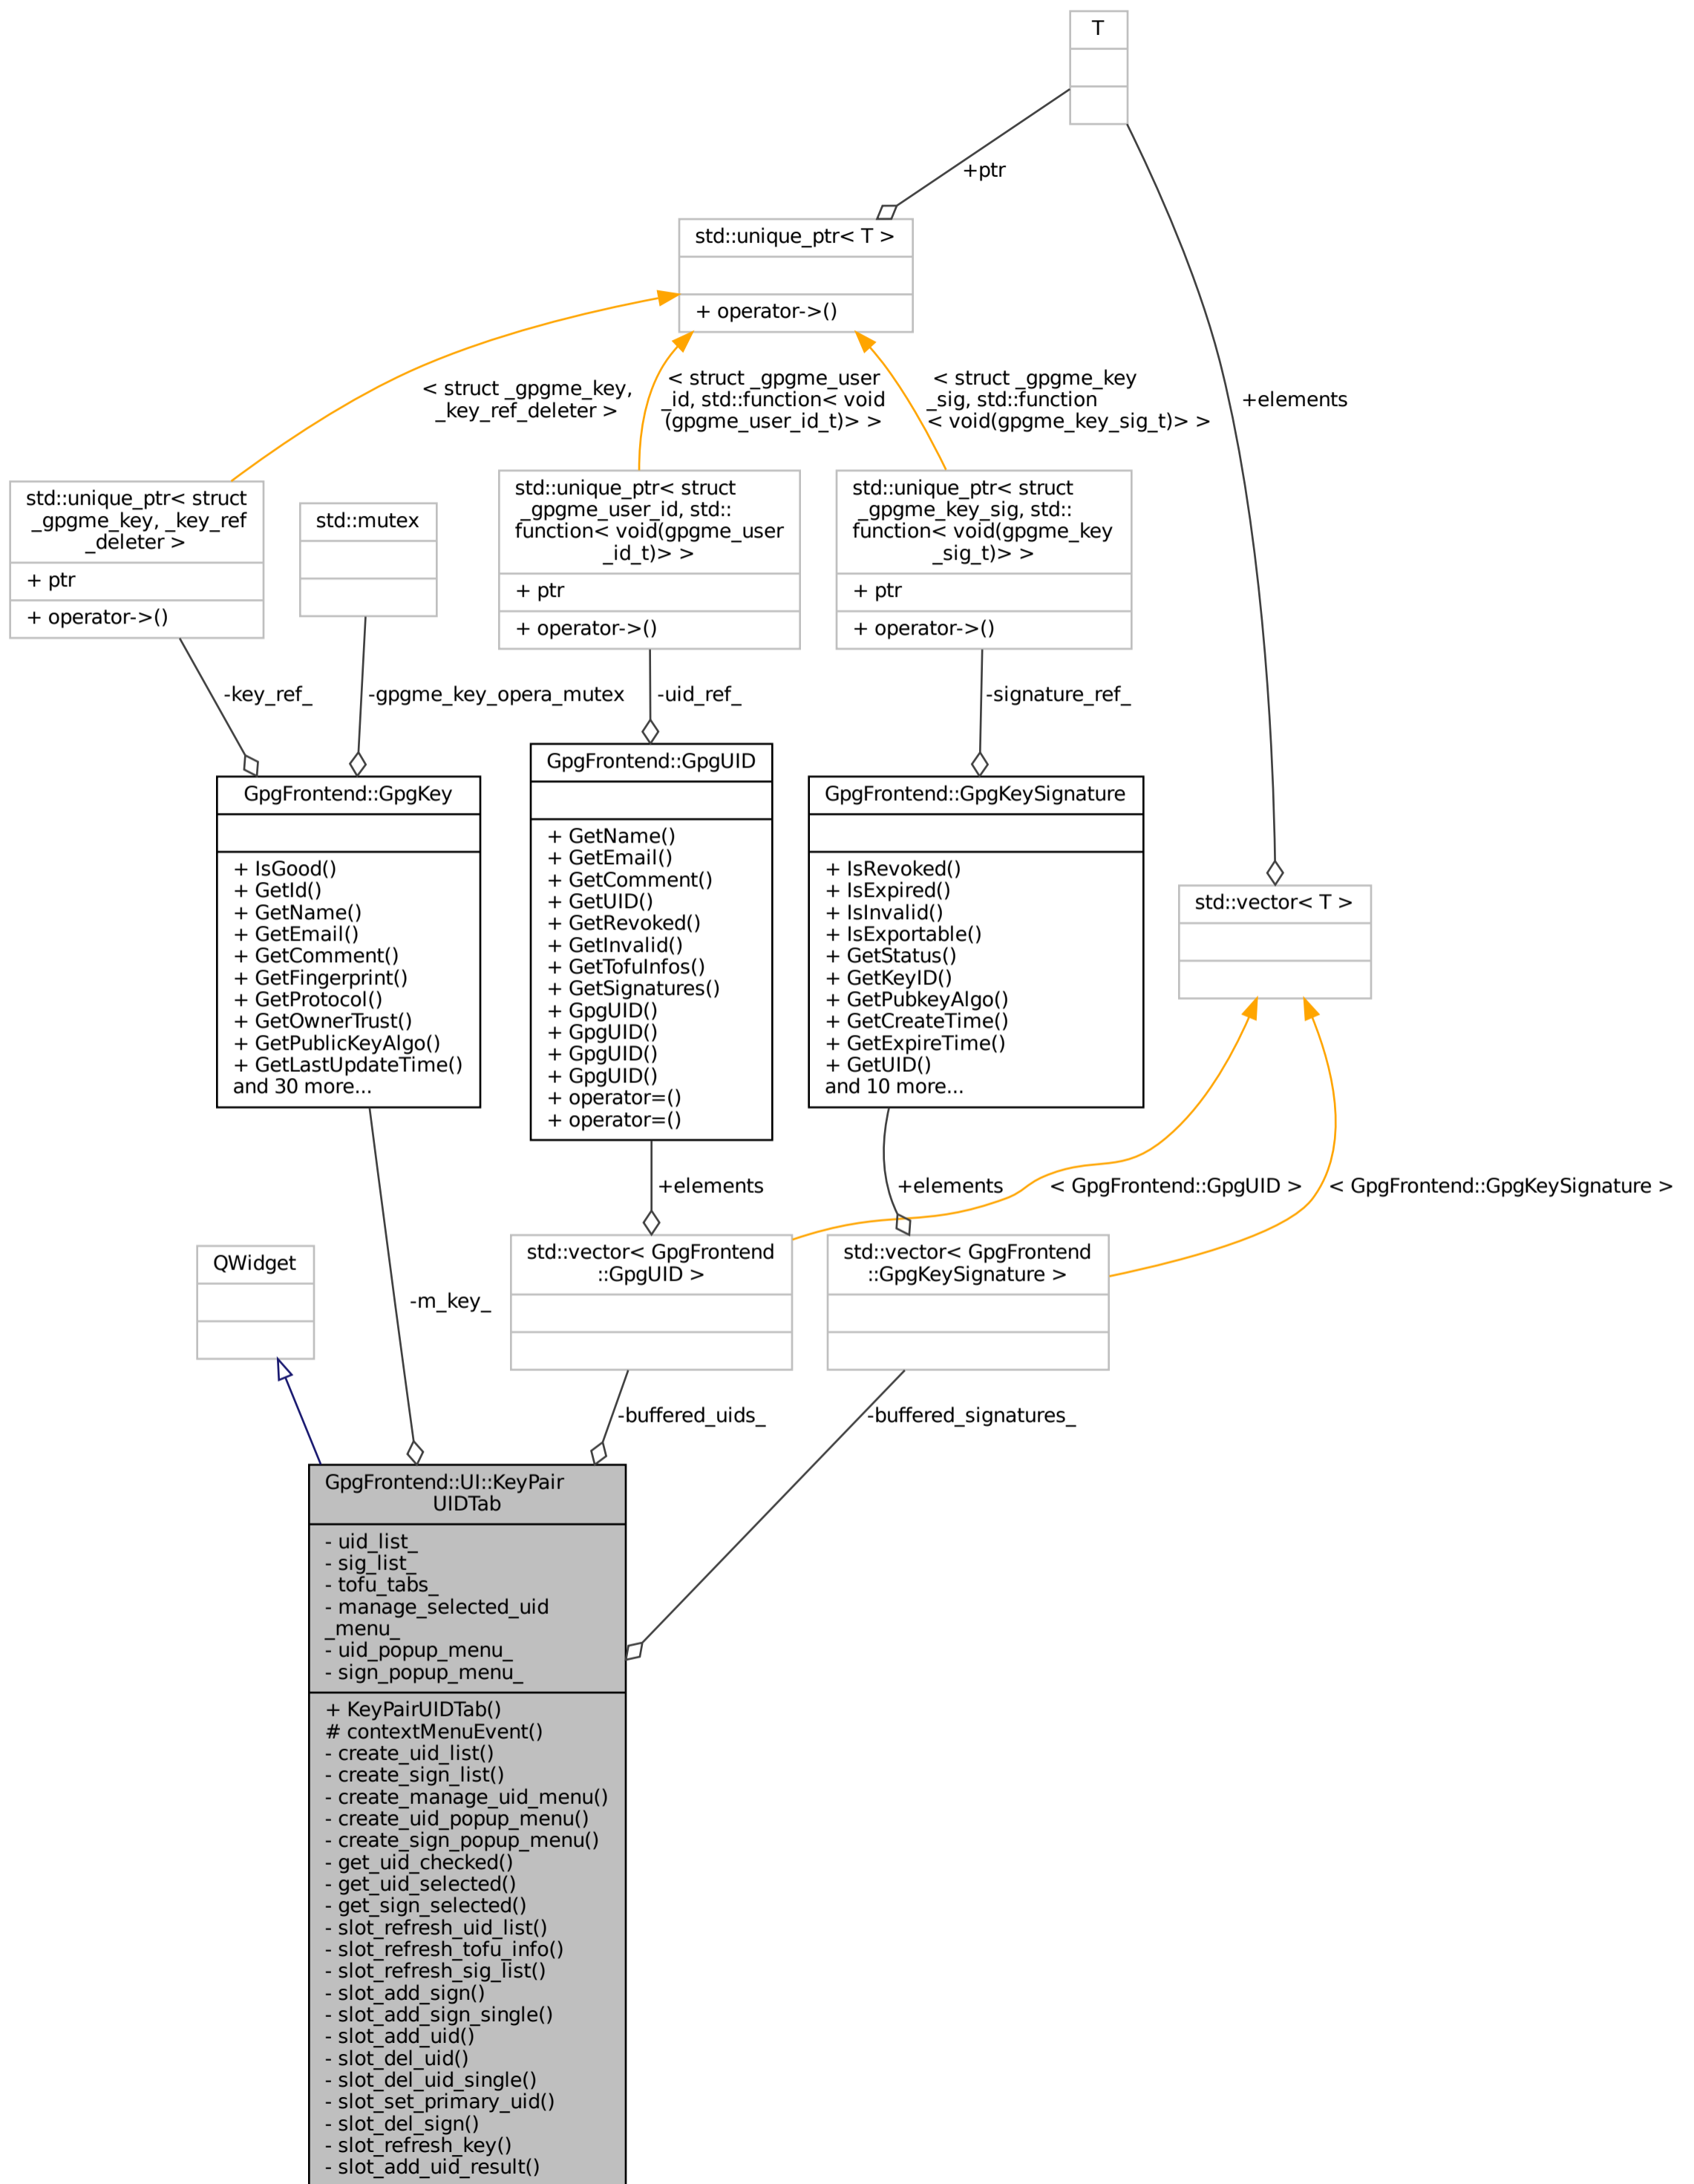 T
+ptr
std::unique_ptr< T >
+ operator->()
< struct _gpgme_key,
_key_ref_deleter >
< struct _gpgme_user
_id, std::function< void
(gpgme_user_id_t)> >
< struct _gpgme_key
_sig, std::function
< void(gpgme_key_sig_t)> >
+elements
std::unique_ptr< struct
_gpgme_key, _key_ref
_deleter >
+ ptr
+ operator->()
std::mutex
std::unique_ptr< struct
_gpgme_user_id, std::
function< void(gpgme_user
_id_t)> >
+ ptr
+ operator->()
std::unique_ptr< struct
_gpgme_key_sig, std::
function< void(gpgme_key
_sig_t)> >
+ ptr
+ operator->()
-key_ref_
-gpgme_key_opera_mutex
-uid_ref_
-signature_ref_
GpgFrontend::GpgKey
+ IsGood()
+ GetId()
+ GetName()
+ GetEmail()
+ GetComment()
+ GetFingerprint()
+ GetProtocol()
+ GetOwnerTrust()
+ GetPublicKeyAlgo()
+ GetLastUpdateTime()
and 30 more...
GpgFrontend::GpgUID
+ GetName()
+ GetEmail()
+ GetComment()
+ GetUID()
+ GetRevoked()
+ GetInvalid()
+ GetTofuInfos()
+ GetSignatures()
+ GpgUID()
+ GpgUID()
+ GpgUID()
+ GpgUID()
+ operator=()
+ operator=()
GpgFrontend::GpgKeySignature
+ IsRevoked()
+ IsExpired()
+ IsInvalid()
+ IsExportable()
+ GetStatus()
+ GetKeyID()
+ GetPubkeyAlgo()
+ GetCreateTime()
+ GetExpireTime()
+ GetUID()
and 10 more...
std::vector< T >
+elements
+elements
< GpgFrontend::GpgUID >
< GpgFrontend::GpgKeySignature >
QWidget
-m_key_
std::vector< GpgFrontend
::GpgUID >
std::vector< GpgFrontend
::GpgKeySignature >
-buffered_uids_
-buffered_signatures_
GpgFrontend::UI::KeyPair
UIDTab
- uid_list_
- sig_list_
- tofu_tabs_
- manage_selected_uid
_menu_
- uid_popup_menu_
- sign_popup_menu_
+ KeyPairUIDTab()
# contextMenuEvent()
- create_uid_list()
- create_sign_list()
- create_manage_uid_menu()
- create_uid_popup_menu()
- create_sign_popup_menu()
- get_uid_checked()
- get_uid_selected()
- get_sign_selected()
- slot_refresh_uid_list()
- slot_refresh_tofu_info()
- slot_refresh_sig_list()
- slot_add_sign()
- slot_add_sign_single()
- slot_add_uid()
- slot_del_uid()
- slot_del_uid_single()
- slot_set_primary_uid()
- slot_del_sign()
- slot_refresh_key()
- slot_add_uid_result()